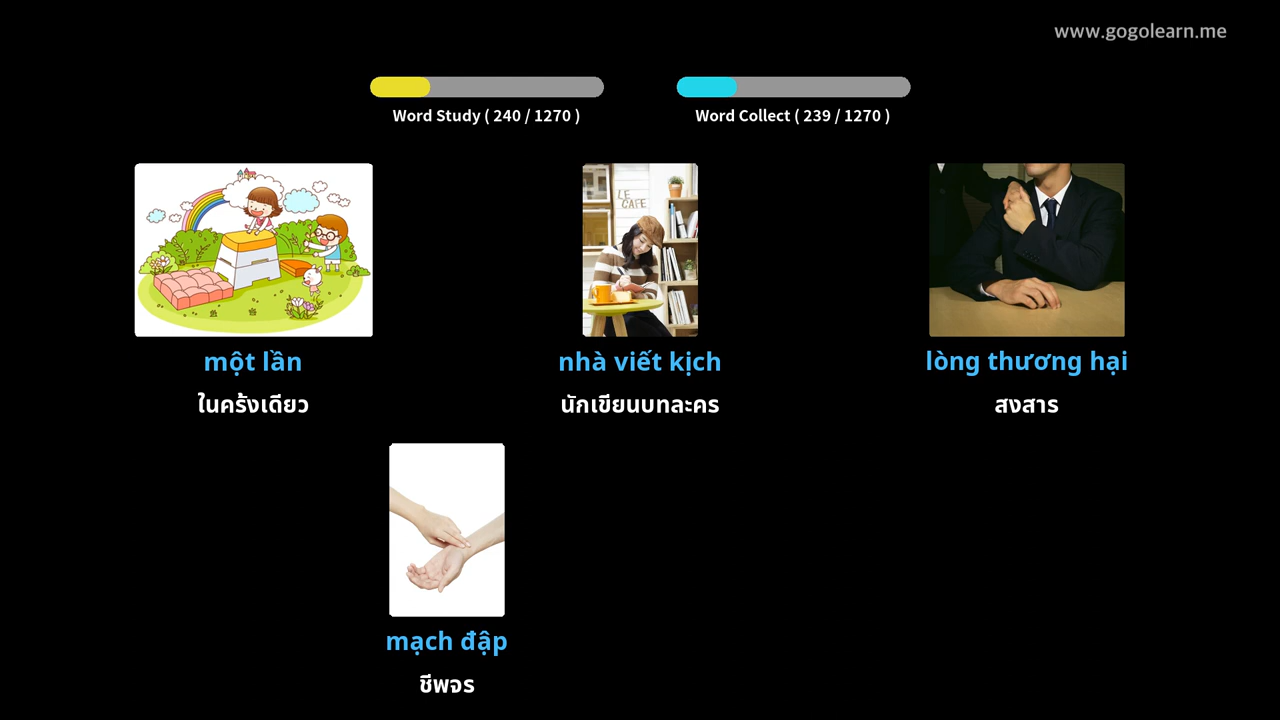 www.gogolearn.me
Word Study ( 240 / 1270 )
Word Collect ( 239 / 1270 )
LE
CAFE
một lần
nhà viết kịch
lòng thương hại
ในครั้งเดียว
นักเขียนบทละคร
สงสาร
mạch đập
ชีพจร